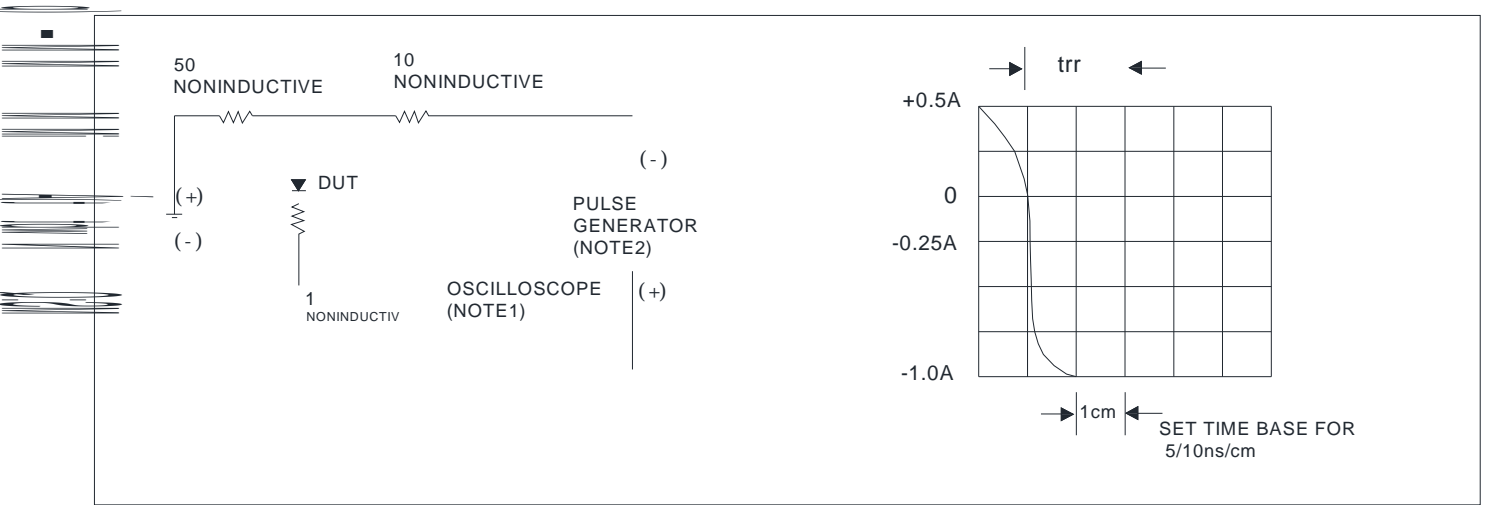 50
NONINDUCTIVE
10
NONINDUCTIVE
(-)
DUT
(+)
(-)
PULSE
GENERATOR
(NOTE2)
(+)
OSCILLOSCOPE
(NOTE1)
1
NONINDUCTIV
trr
+0.5A
0
-0.25A
-1.0A
1cm
SET TIME BASE FOR
5/10ns/cm